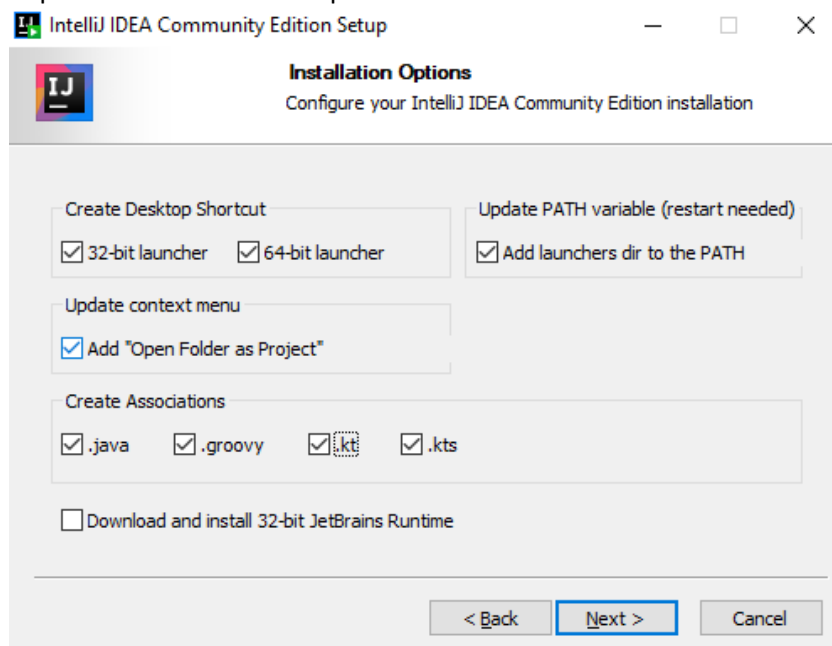 IntelliJ IDEA Community Edition Setup
IJ
Installation Options
Configure your IntelliJ IDEA Community Edition installation
Create Desktop Shortcut
32-bit launcher 64-bit launcher
Update PATH variable (restart needed)
Add launchers dir to the PATH
Update context menu
Add "Open Folder as Project"
Create Associations
.java .groovy .kt .kts
Download and install 32-bit JetBrains Runtime
< Back Next > Cancel